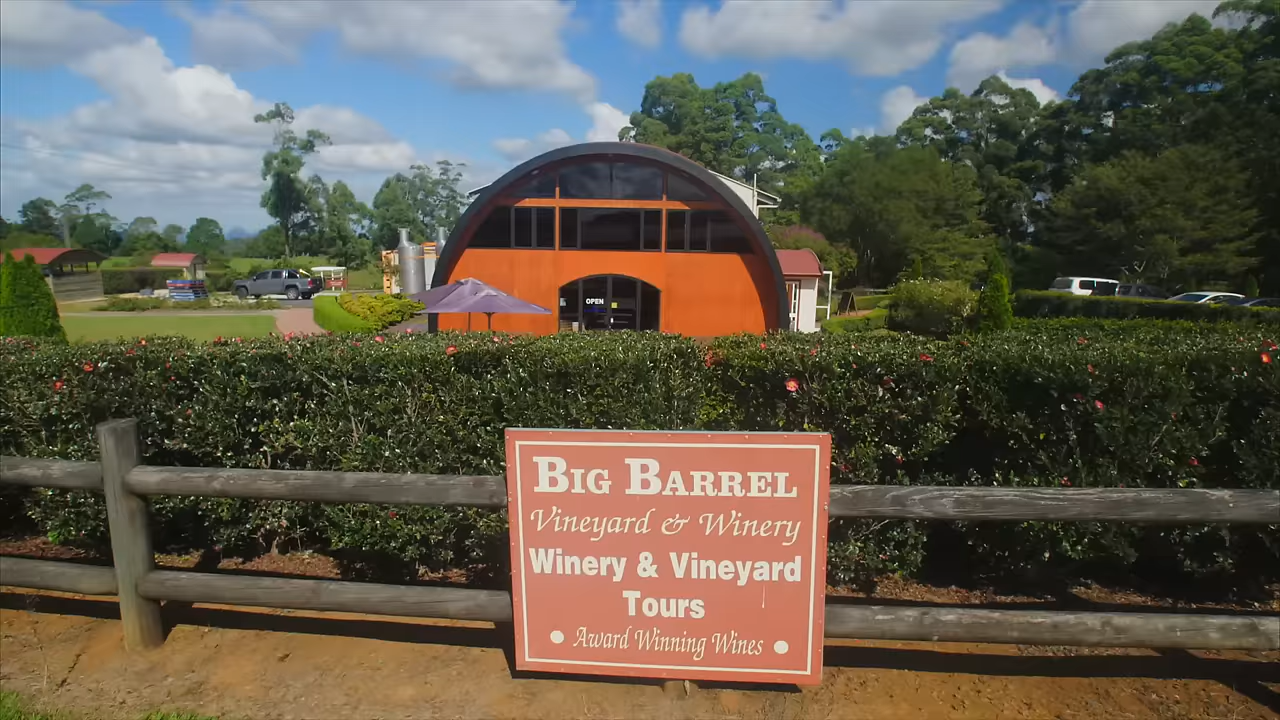 OPEN
BIG BARREL
Vineyard & Winery
Winery & Vineyard
Tours
Award Winning Wines